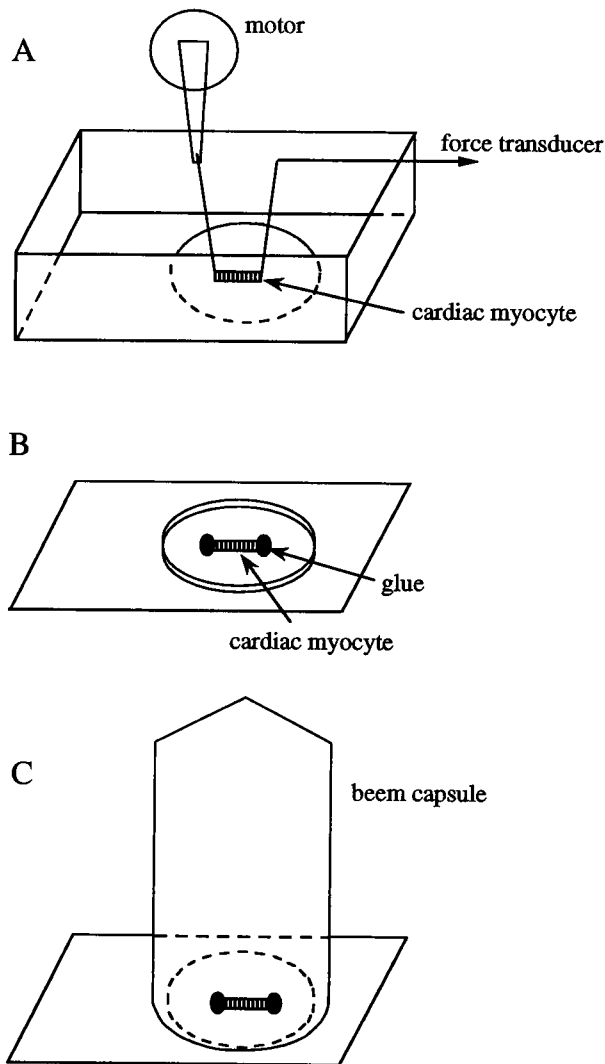 A
motor
force transducer
cardiac myocyte
B
glue
cardiac myocyte
C
beem capsule